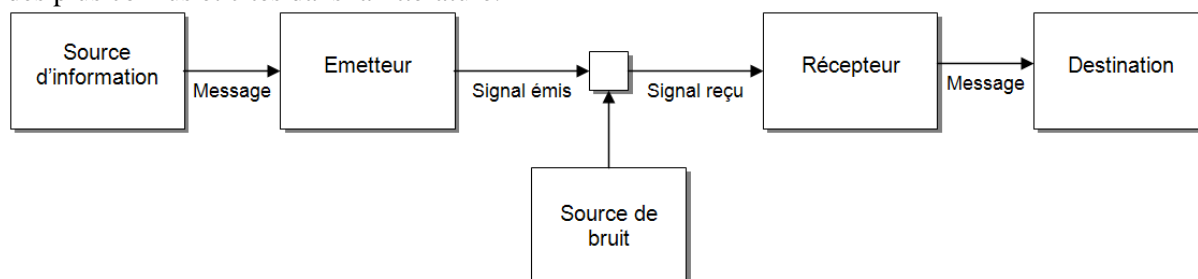 Source
d'information
Message
Emetteur
Signal émis
Signal reçu
Récepteur
Message
Destination
Source de
bruit